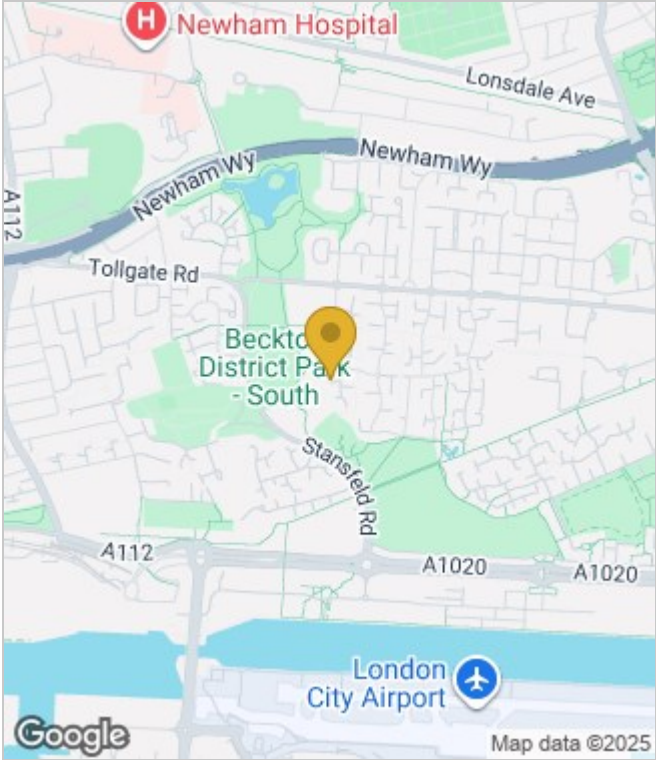 Newham Hospital
Lonsdale Ave
Newham Wy
Newham Wy
A112
Tollgate Rd
Beckto
District Park
- South
Stansfeld Rd
A112
A1020
A1020
London
City Airport
Google
Map data ©2025